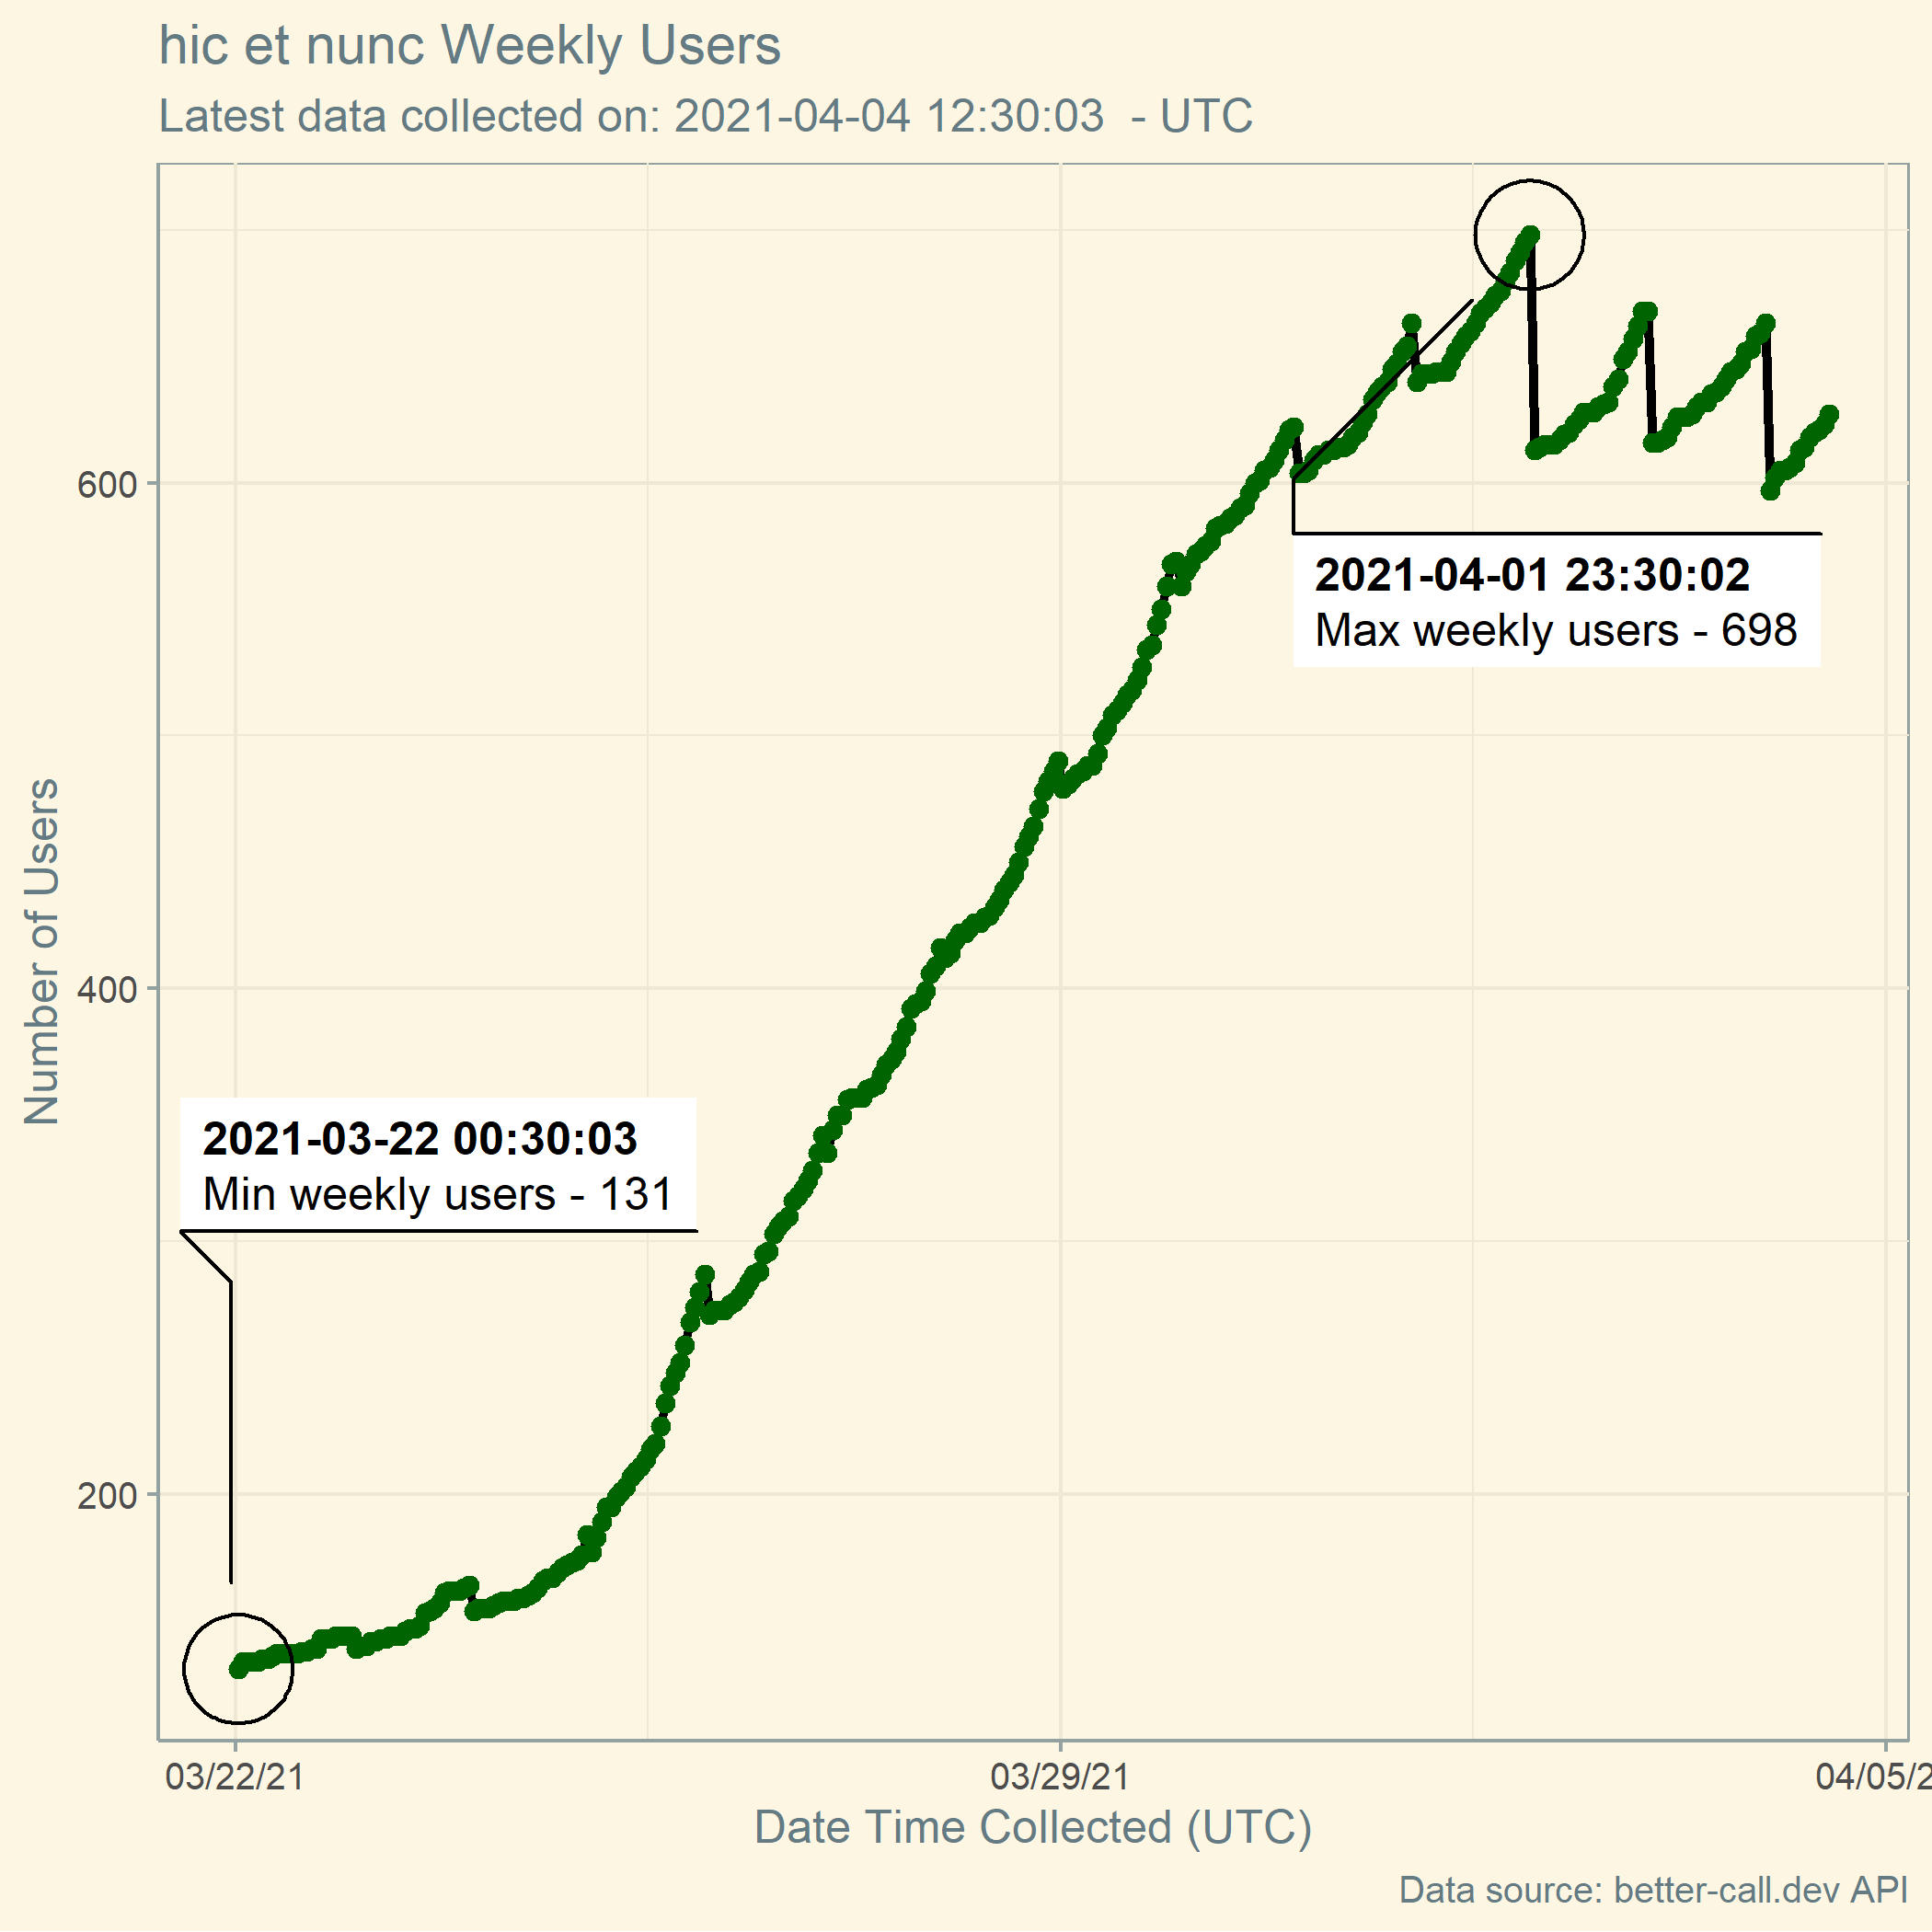 hic et nunc Weekly Users
Latest data collected on: 2021-04-04 12:30:03  - UTC
Number of Users
600
400
200
2021-04-01 23:30:02
Max weekly users - 698
2021-03-22 00:30:03
Min weekly users - 131
03/22/21
03/29/21
04/05/2
Date Time Collected (UTC)
Data source: better-call.dev API